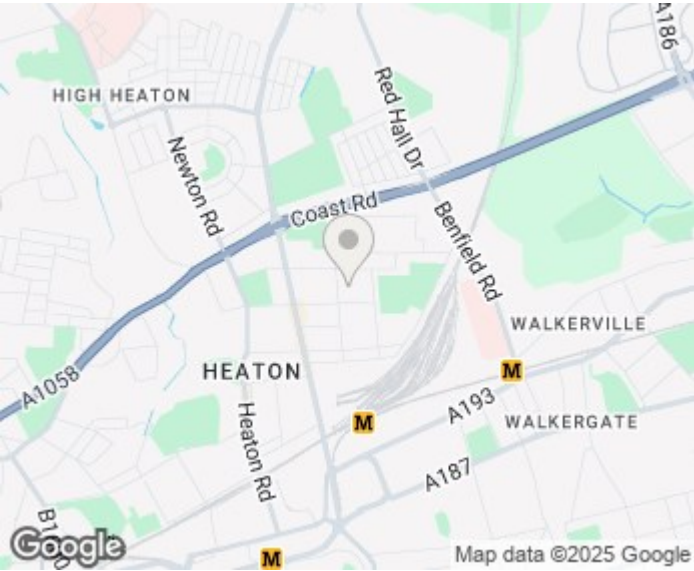 A186
HIGH HEATON
Red Hall Dr
Newton Rd
Coast Rd
Benfield Rd
WALKERVILLE
HEATON
A1058
M
A193
M
WALKERGATE
Heaton Rd
A187
M
Google
Map data ©2025 Google